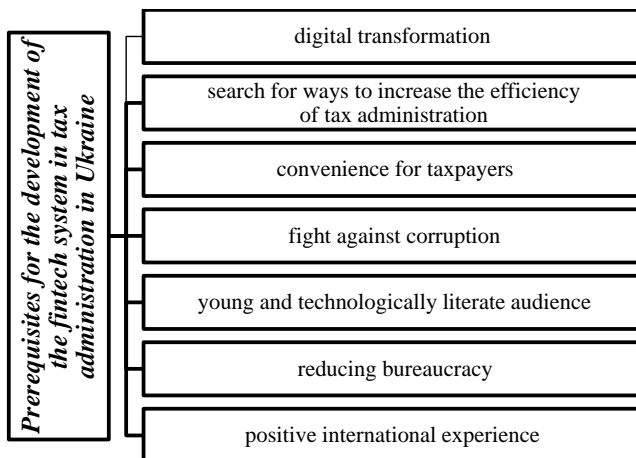 Prerequisites for the development of
the fintech system in tax
administration in Ukraine
digital transformation
search for ways to increase the efficiency
of tax administration
convenience for taxpayers
fight against corruption
young and technologically literate audience
reducing bureaucracy
positive international experience